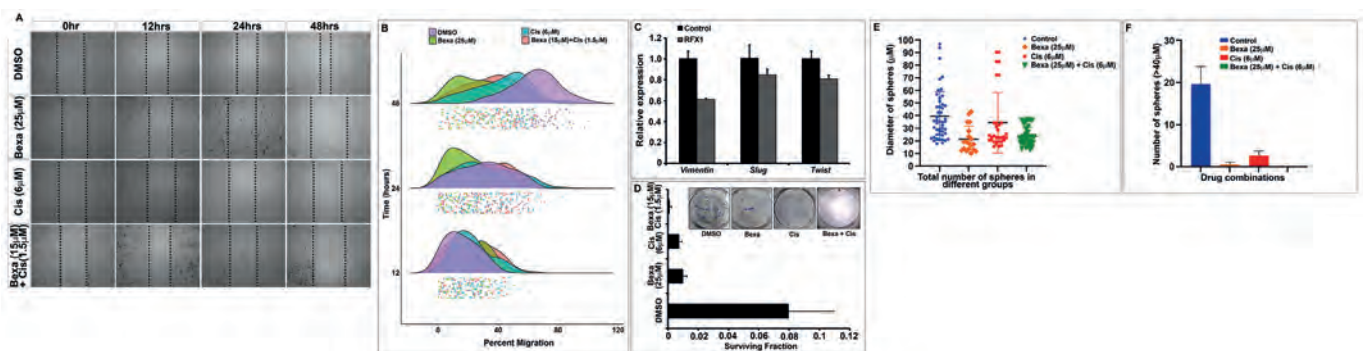 A
0hr 12hrs 24hrs 48hrs
DMSO
Bexa (25μM)
Cis (6μM)
Bexa (15μM)
+ Cis(1.5μM)
B
DMSO
Bexa (25μM)
Cis (6μM)
Bexa (15μM)+Cis (1.5μM)
Time (hours)
48
24
12
0 40 80 120
Percent Migration
C
Control
RFX1
Relative expression
1.2
1.0
0.8
0.6
0.4
0.2
0
Vimentin Slug Twist
D
Bexa (15μM)
Cis (1.5μM)
Cis (6μM)
Bexa (25μM)
DMSO
DMSO Bexa Cis Bexa + Cis
0 0.02 0.04 0.06 0.08 0.1 0.12
Surviving Fraction
E
Control
Bexa (25μM)
Cis (6μM)
Bexa (25μM) + Cis (6μM)
Diameter of spheres (μM)
100
90
80
70
60
50
40
30
20
10
0
Total number of spheres in
different groups
F
Control
Bexa (25μM)
Cis (6μM)
Bexa (25μM) + Cis (6μM)
Number of spheres (>40μM)
30
20
10
0
Drug combinations